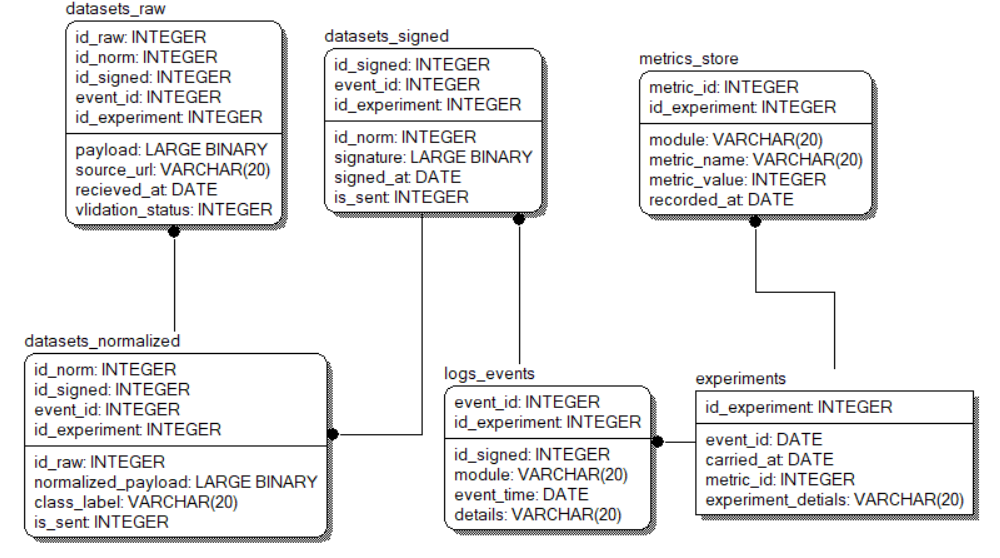 datasets_raw
id_raw: INTEGER
id_norm: INTEGER
id_signed: INTEGER
event_id: INTEGER
id_experiment: INTEGER
payload: LARGE BINARY
source_url: VARCHAR(20)
recieved_at: DATE
vlidation_status: INTEGER
datasets_signed
id_signed: INTEGER
event_id: INTEGER
id_experiment: INTEGER
id_norm: INTEGER
signature: LARGE BINARY
signed_at: DATE
is_sent: INTEGER
metrics_store
metric_id: INTEGER
id_experiment: INTEGER
module: VARCHAR(20)
metric_name: VARCHAR(20)
metric_value: INTEGER
recorded_at: DATE
datasets_normalized
id_norm: INTEGER
id_signed: INTEGER
event_id: INTEGER
id_experiment: INTEGER
id_raw: INTEGER
normalized_payload: LARGE BINARY
class_label: VARCHAR(20)
is_sent: INTEGER
logs_events
event_id: INTEGER
id_experiment: INTEGER
id_signed: INTEGER
module: VARCHAR(20)
event_time: DATE
details: VARCHAR(20)
experiments
id_experiment: INTEGER
event_id: DATE
carried_at: DATE
metric_id: INTEGER
experiment_detials: VARCHAR(20)